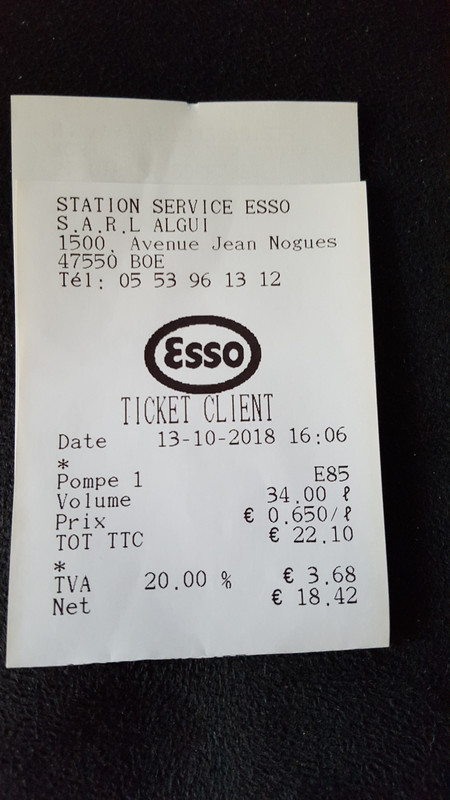 STATION SERVICE ESSO
S.A.R.L ALGUI
1500, Avenue Jean Nogues
47550 BOE
Tél: 05 53 96 13 12
Esso
TICKET CLIENT
Date 13-10-2018 16:06
*
Pompe 1 E85
Volume 34.00 ℓ
Prix € 0.650/ℓ
TOT TTC € 22.10
*
TVA 20.00 % € 3.68
Net € 18.42